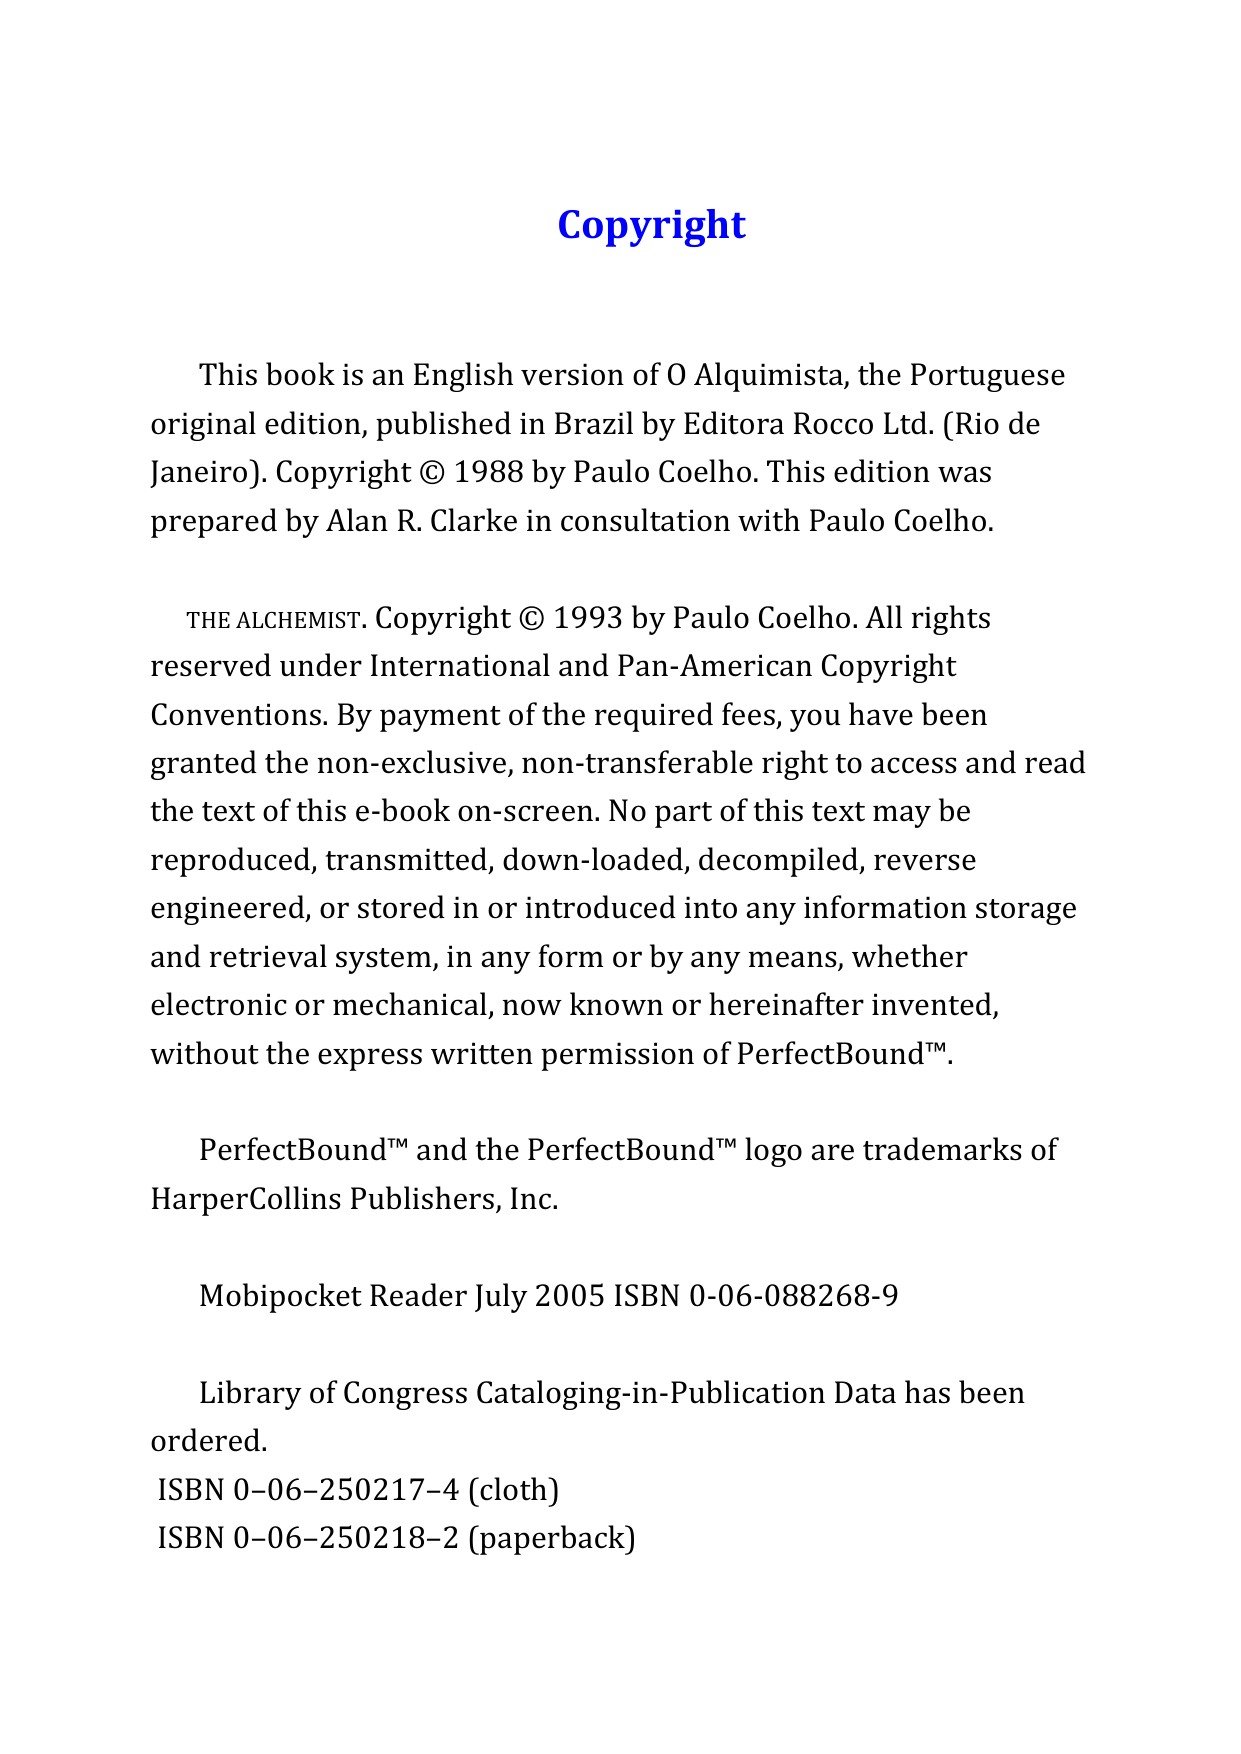 Copyright
This book is an English version of O Alquimista, the Portuguese
original edition, published in Brazil by Editora Rocco Ltd. (Rio de
Janeiro). Copyright © 1988 by Paulo Coelho. This edition was
prepared by Alan R. Clarke in consultation with Paulo Coelho.
THE ALCHEMIST. Copyright © 1993 by Paulo Coelho. All rights
reserved under International and Pan-American Copyright
Conventions. By payment of the required fees, you have been
granted the non-exclusive, non-transferable right to access and read
the text of this e-book on-screen. No part of this text may be
reproduced, transmitted, down-loaded, decompiled, reverse
engineered, or stored in or introduced into any information storage
and retrieval system, in any form or by any means, whether
electronic or mechanical, now known or hereinafter invented,
without the express written permission of PerfectBound™.
PerfectBound™ and the PerfectBound™ logo are trademarks of
HarperCollins Publishers, Inc.
Mobipocket Reader July 2005 ISBN 0-06-088268-9
Library of Congress Cataloging-in-Publication Data has been
ordered.
ISBN 0–06–250217–4 (cloth)
ISBN 0–06–250218–2 (paperback)